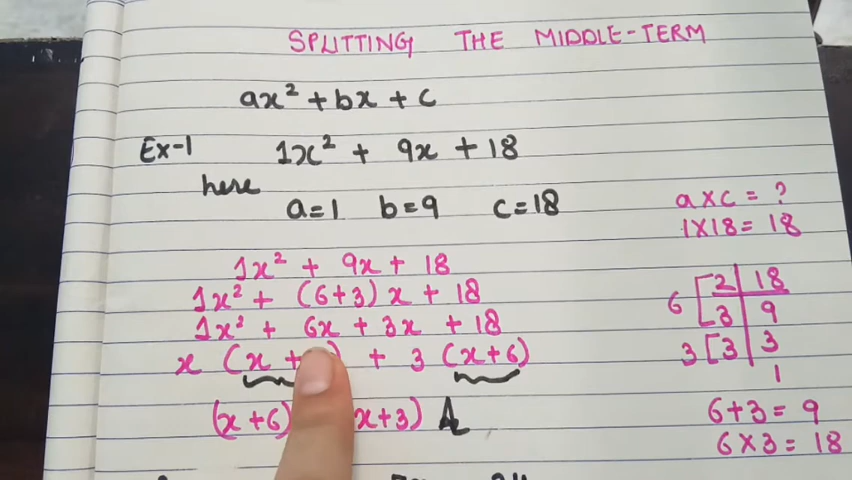 SPLITTING THE MIDDLE-TERM
ax² + bx + c
Ex-1 1x² + 9x + 18
here
a=1 b=9 c=18
1x² + 9x + 18
1x² + (6+3)x + 18
1x² + 6x + 3x + 18
x (x + ) + 3 (x+6)
(x+6) x+3)
a×c = ?
1×18 = 18
2 | 18
6 [ 3 | 9
3 [ 3 | 3
1
6+3 = 9
6×3 = 18